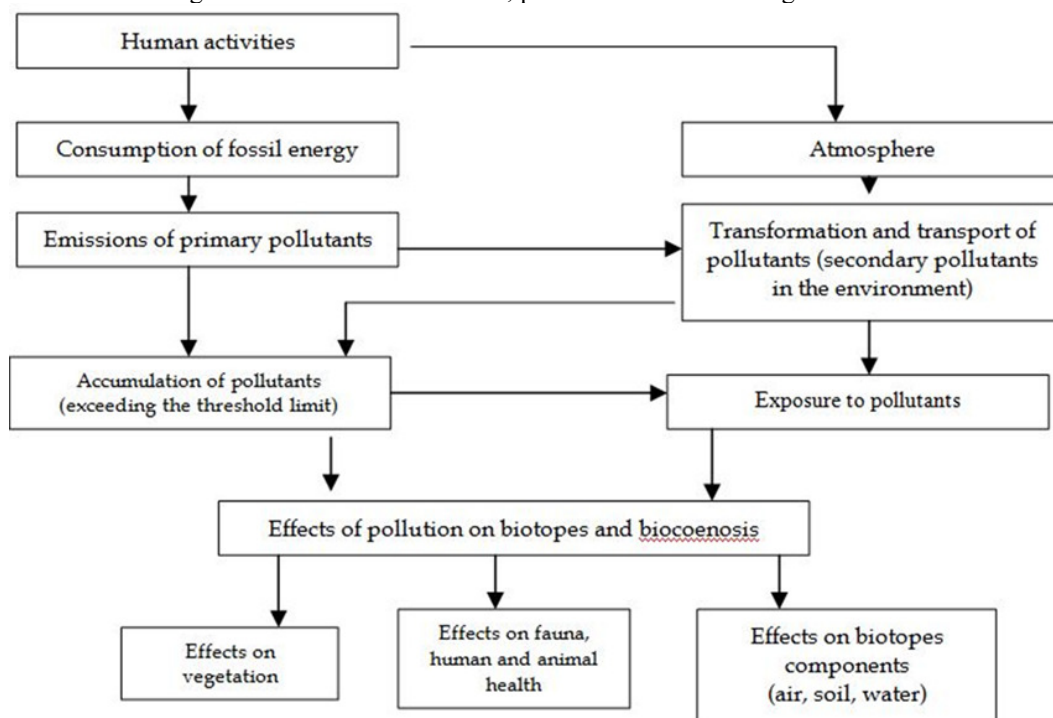 Human activities
Consumption of fossil energy
Atmosphere
Emissions of primary pollutants
Transformation and transport of
pollutants (secondary pollutants
in the environment)
Accumulation of pollutants
(exceeding the threshold limit)
Exposure to pollutants
Effects of pollution on biotopes and biocoenosis
Effects on
vegetation
Effects on fauna,
human and animal
health
Effects on biotopes
components
(air, soil, water)